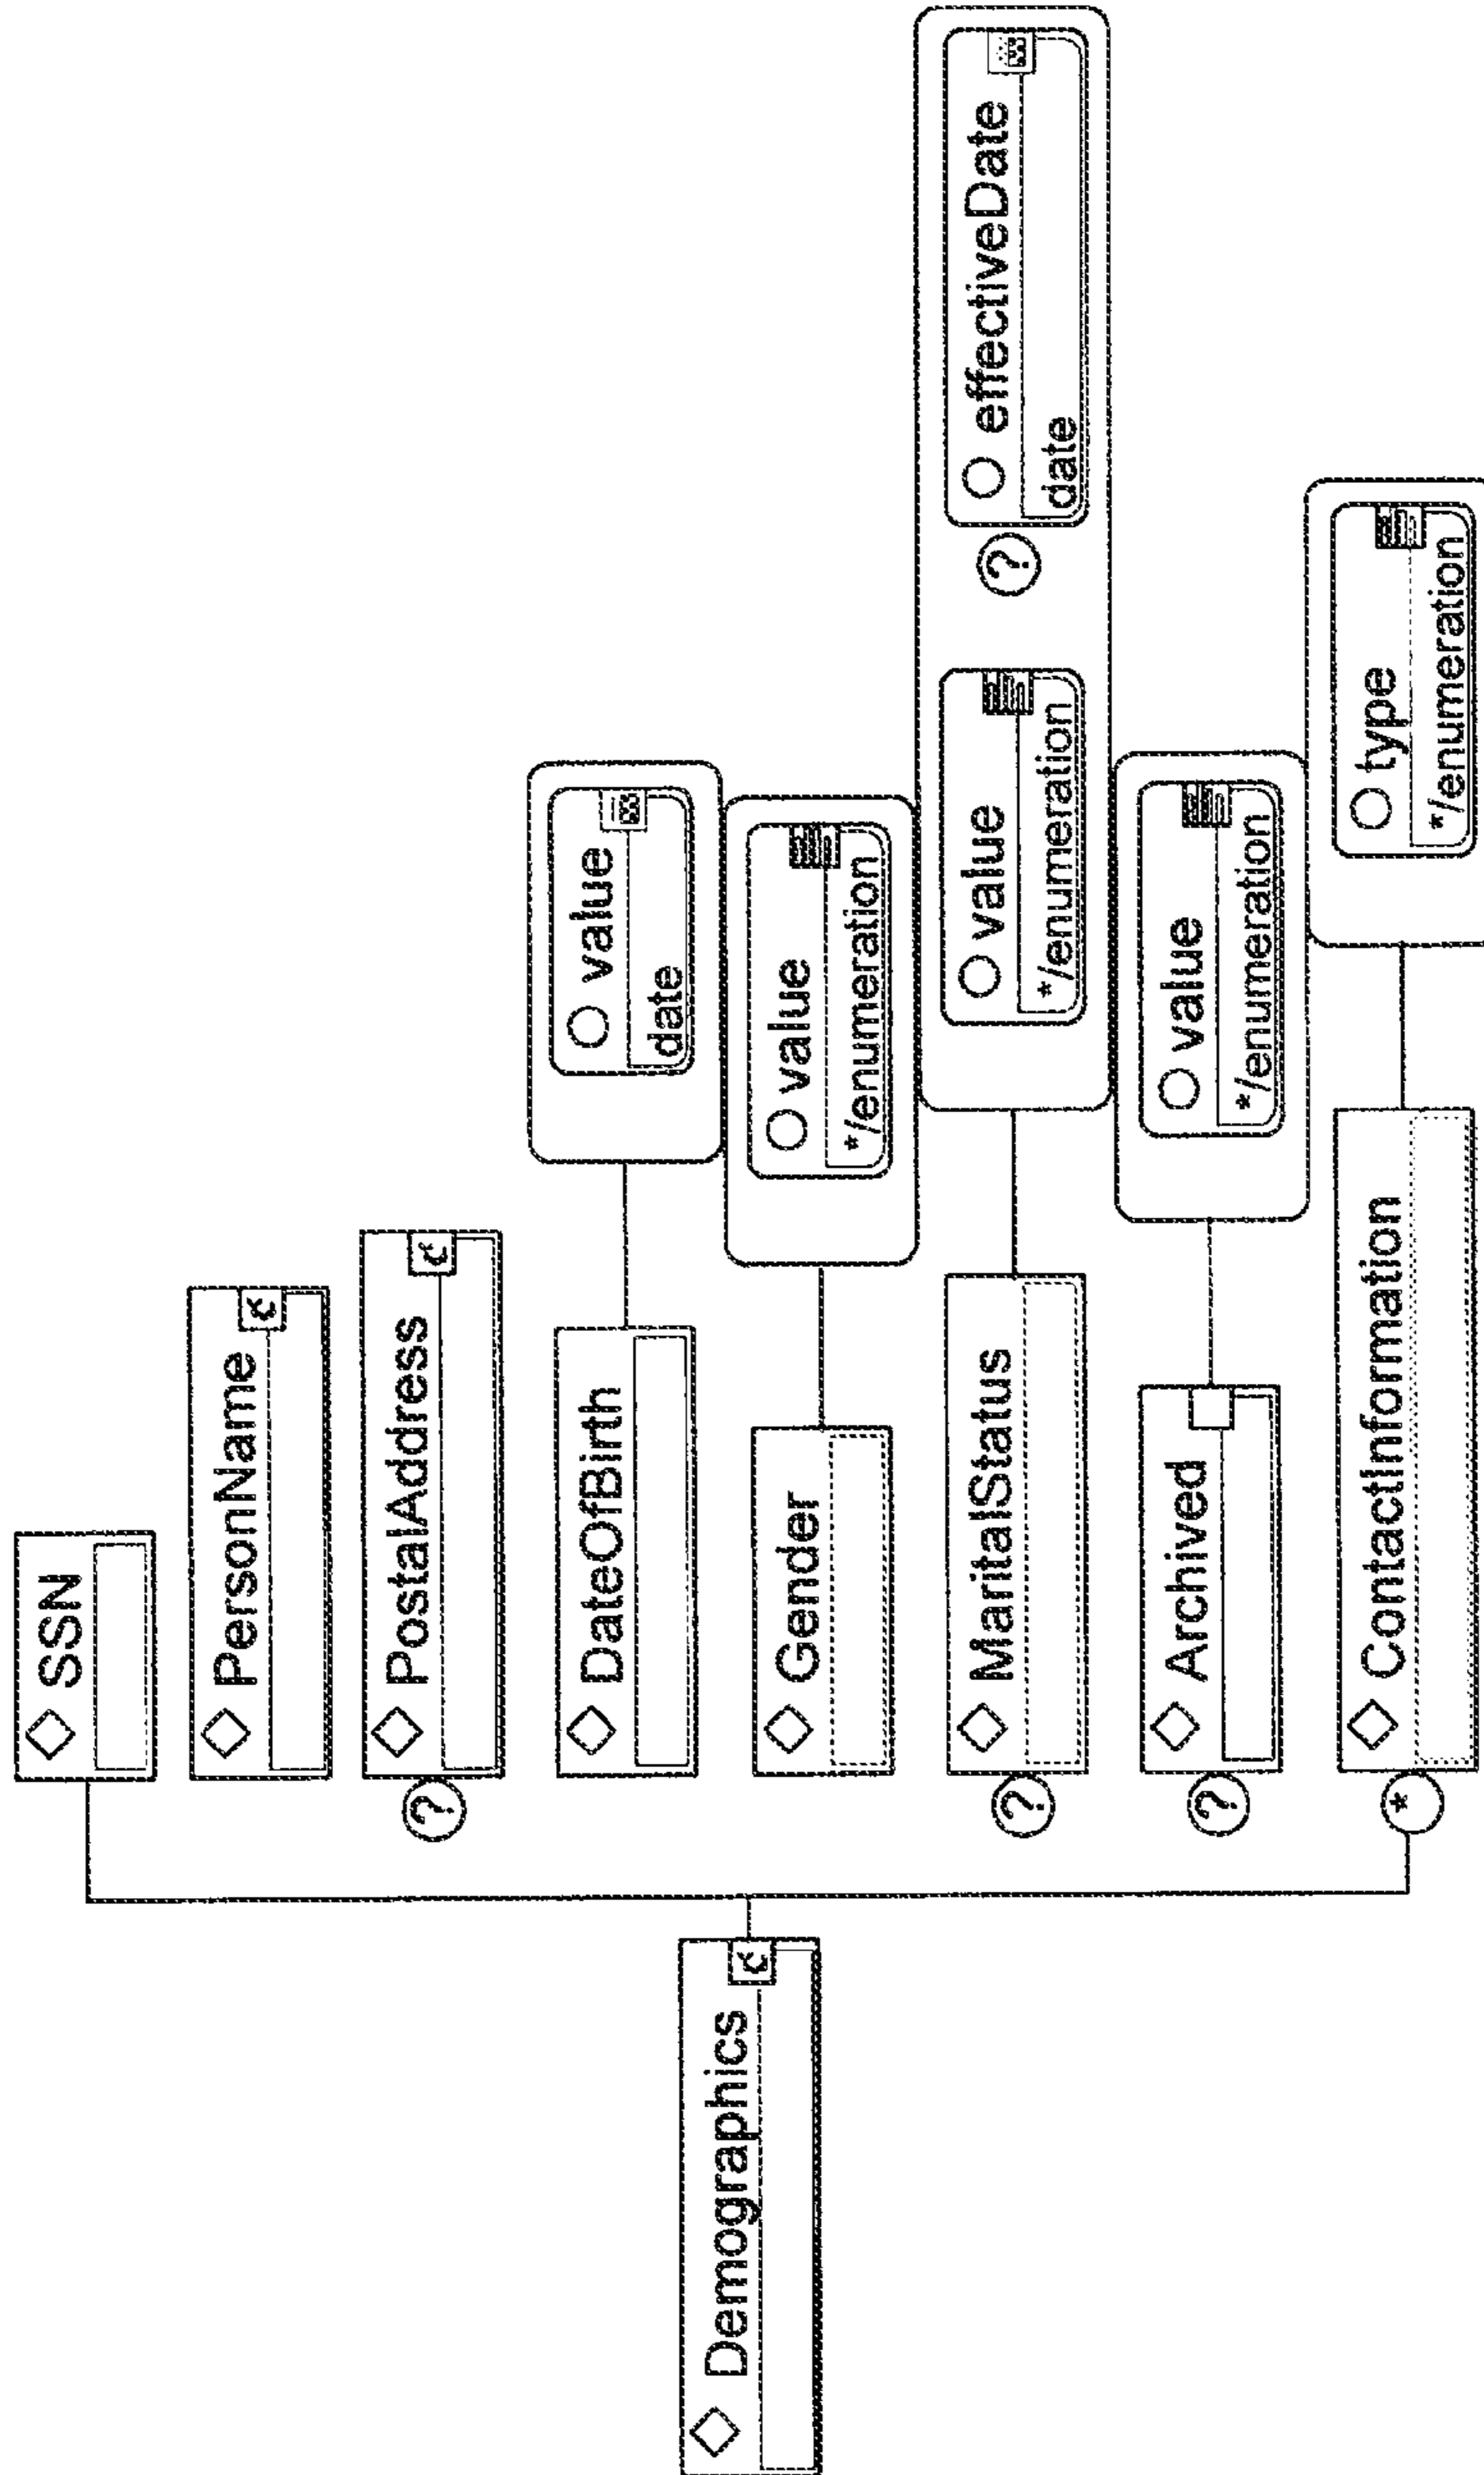 Demographics
SSN
PersonName
PostalAddress
?
DateOfBirth
value
date
Gender
value
*/enumeration
?
MaritalStatus
value
*/enumeration
?
effectiveDate
date
?
Archived
value
*/enumeration
*
ContactInformation
type
*/enumeration